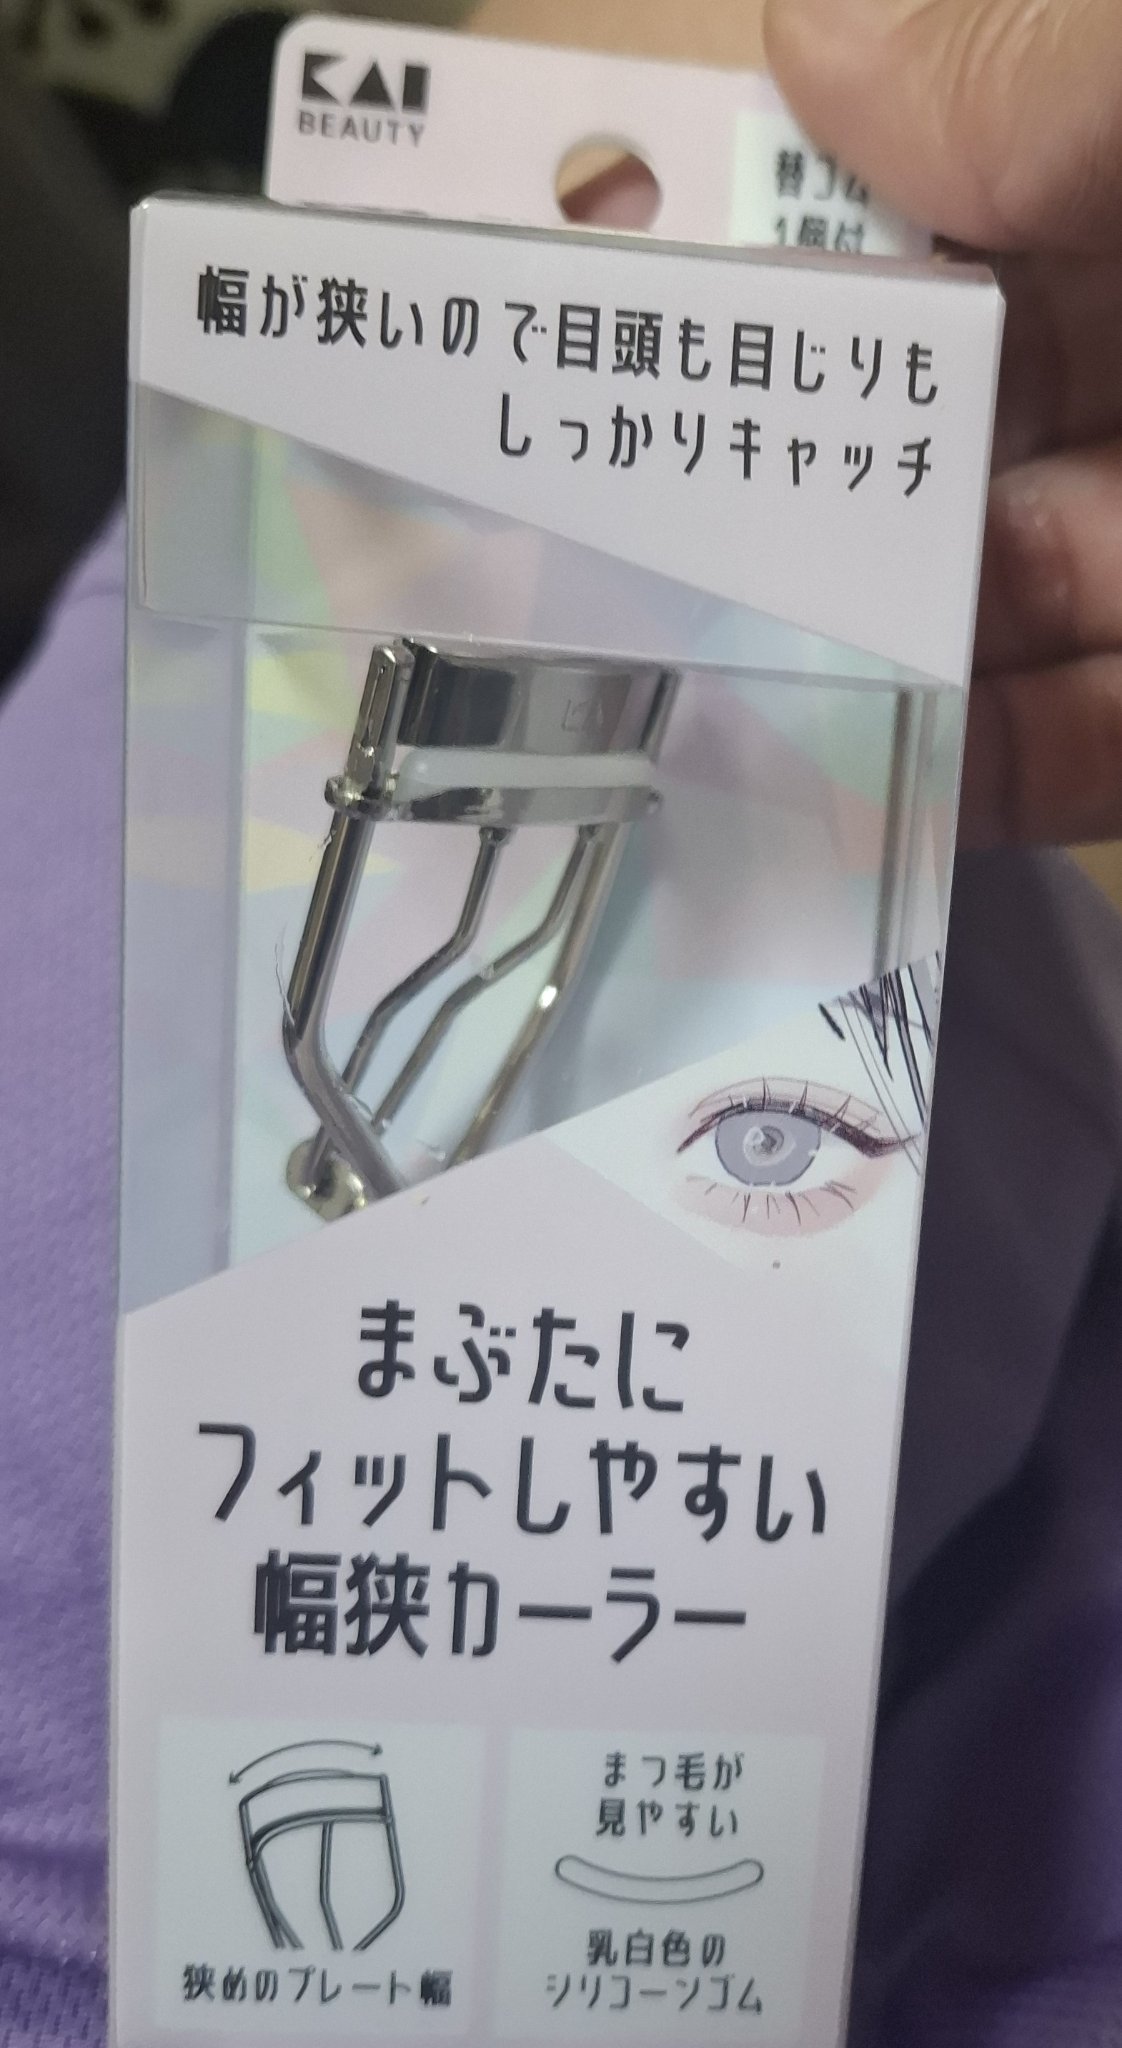 KAI
BEAUTY
替ゴム
1個付
幅が狭いので目頭も目じりも
しっかりキャッチ
まぶたに
フィットしやすい
幅狭カーラー
狭めのプレート幅
まつ毛が
見やすい
乳白色の
シリコーンゴム